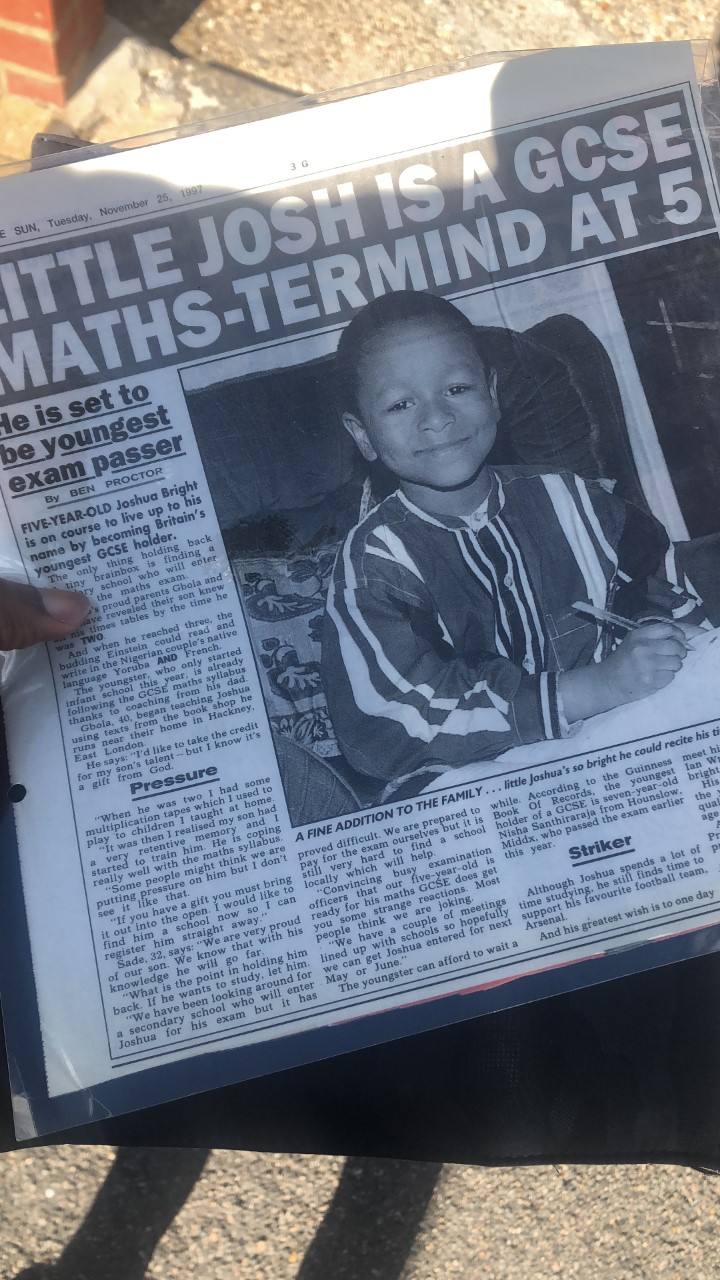 E SUN, Tuesday, November 25, 1997
3 G
LITTLE JOSH IS A GCSE
MATHS-TERMIND AT 5
He is set to
be youngest
exam passer
By BEN PROCTOR
FIVE-YEAR-OLD Joshua Bright
is on course to live up to his
name by becoming Britain's
youngest GCSE holder.
The only thing holding back
tiny brainbox is finding a
school who will enter
the maths exam.
proud parents Gbola and
have revealed their son knew
his times tables by the time he
was TWO.
And when he reached three, the
budding Einstein could read and
write in the Nigerian couple's native
language Yoruba AND French.
The youngster, who only started
infant school this year, is already
following the GCSE maths syllabus
thanks to coaching from his dad.
Gbola, 40, began teaching Joshua
using texts from the book shop he
runs near their home in Hackney,
East London.
He says: "I'd like to take the credit
for my son's talent — but I know it's
a gift from God.
Pressure
"When he was two I had some
multiplication tapes which I used to
play to children I taught at home.
"It was then I realised my son had
a very retentive memory and I
started to train him. He is coping
really well with the maths syllabus.
"Some people might think we are
putting pressure on him but I don't
see it like that.
"If you have a gift you must bring
it out into the open. I would like to
find him a school now so I can
register him straight away."
Sade, 32, says: "We are very proud
of our son. We know that with his
knowledge he will go far.
"What is the point in holding him
back. If he wants to study, let him.
"We have been looking around for
a secondary school who will enter
Joshua for his exam but it has
A FINE ADDITION TO THE FAMILY . . . little Joshua's so bright he could recite his
proved difficult. We are prepared to
pay for the exam ourselves but it is
still very hard to find a school
locally which will help.
"Convincing busy examination
officers that our five-year-old is
ready for his maths GCSE does get
you some strange reactions. Most
people think we are joking.
"We have a couple of meetings
lined up with schools so hopefully
we can get Joshua entered for next
May or June."
The youngster can afford to wait a
while. According to the Guinness
Book Of Records, the youngest
holder of a GCSE is seven-year-old
Nisha Santhiraraja from Hounslow,
Middx, who passed the exam earlier
this year.
Striker
Although Joshua spends a lot of
time studying, he still finds time to
support his favourite football team,
Arsenal.
And his greatest wish is to one day
meet
Ian